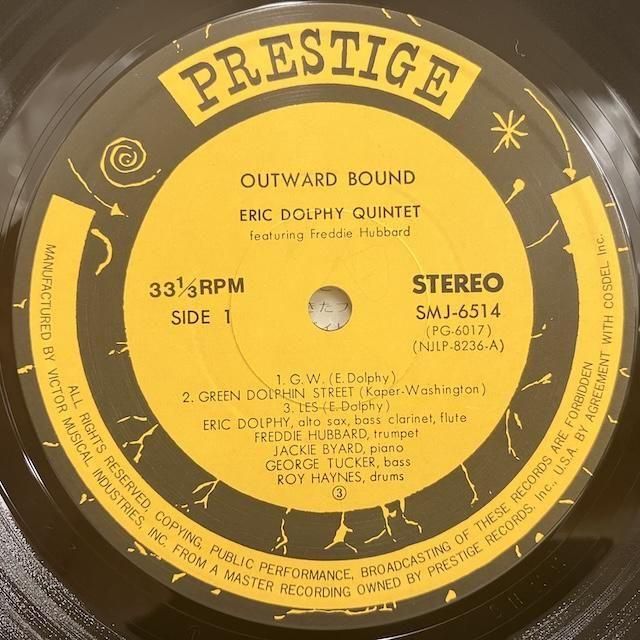 PRESTIGE
OUTWARD BOUND
ERIC DOLPHY QUINTET
featuring Freddie Hubbard
33⅓RPM
SIDE 1
STEREO
SMJ-6514
(PG-6017)
(NJLP-8236-A)
1. G.W. (E. Dolphy)
2. GREEN DOLPHIN STREET (Kaper-Washington)
3. LES (E. Dolphy)
ERIC DOLPHY, alto sax, bass clarinet, flute
FREDDIE HUBBARD, trumpet
JACKIE BYARD, piano
GEORGE TUCKER, bass
ROY HAYNES, drums
③
ALL RIGHTS RESERVED, COPYING, PUBLIC PERFORMANCE, BROADCASTING OF THESE RECORDS ARE FORBIDDEN
MANUFACTURED BY VICTOR MUSICAL INDUSTRIES, INC. FROM A MASTER RECORDING OWNED BY PRESTIGE RECORDS, Inc., U.S.A. BY AGREEMENT WITH COSDEL Inc.